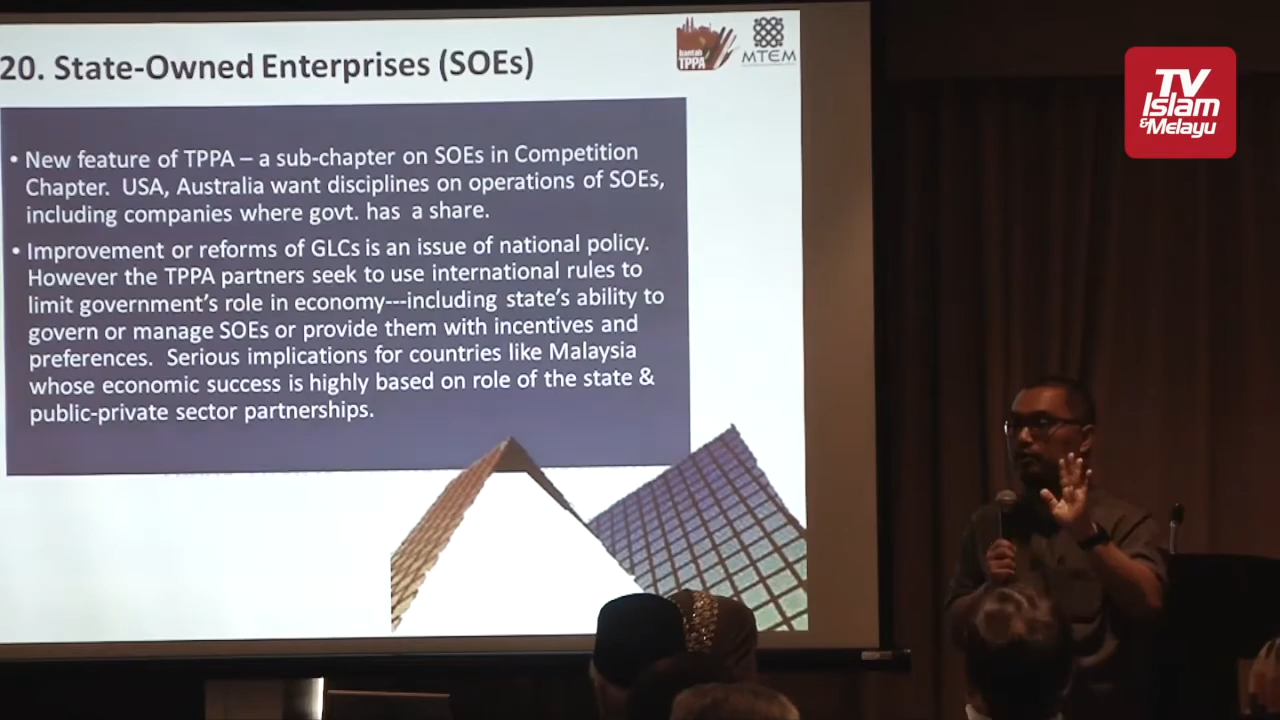 20. State-Owned Enterprises (SOEs)
bantah
TPPA
MTEM
TV
Islam
&Melayu
• New feature of TPPA – a sub-chapter on SOEs in Competition
Chapter. USA, Australia want disciplines on operations of SOEs,
including companies where govt. has a share.
• Improvement or reforms of GLCs is an issue of national policy.
However the TPPA partners seek to use international rules to
limit government's role in economy---including state's ability to
govern or manage SOEs or provide them with incentives and
preferences. Serious implications for countries like Malaysia
whose economic success is highly based on role of the state &
public-private sector partnerships.